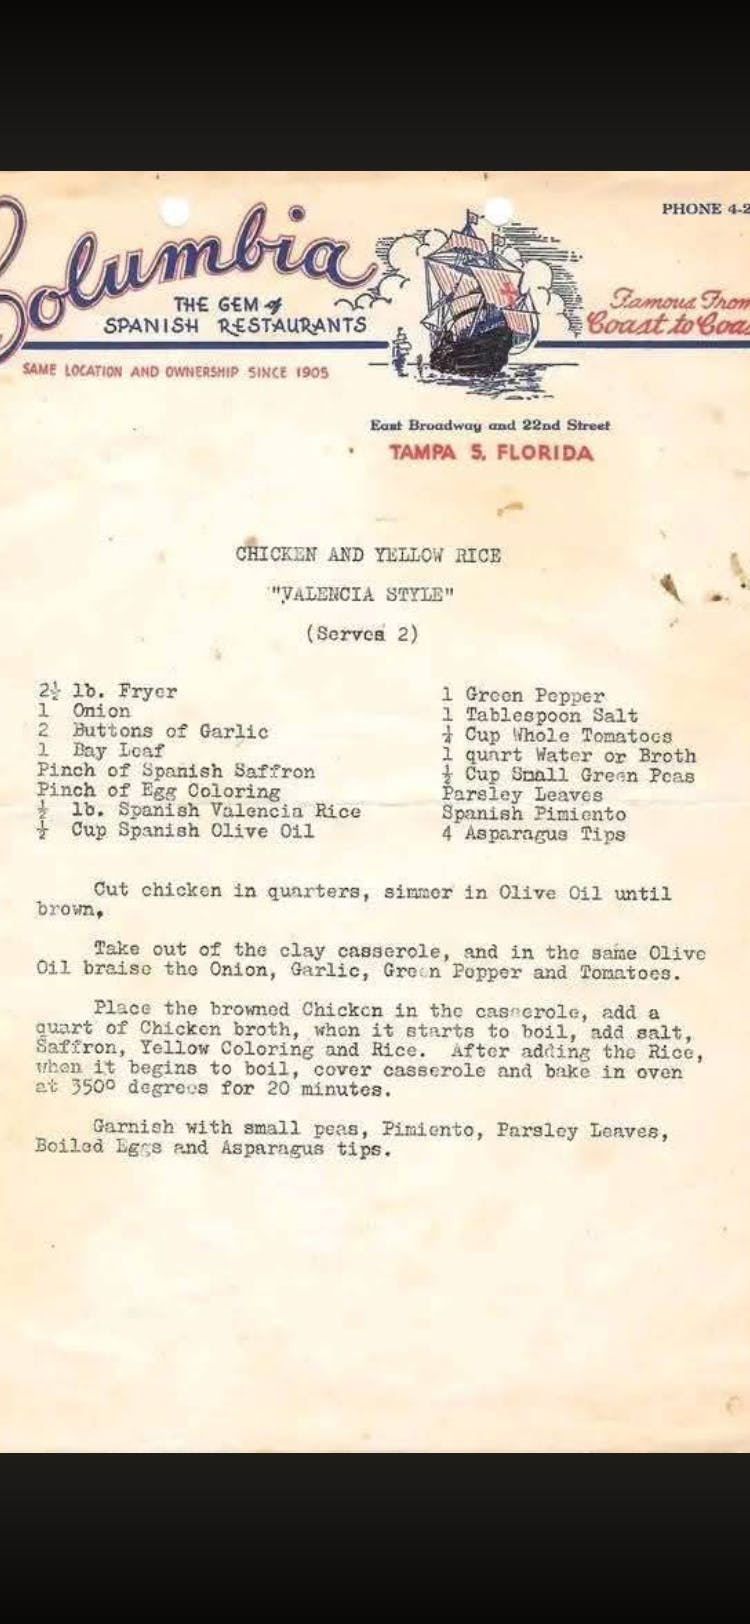 PHONE 4-2
Columbia
THE GEM of
SPANISH RESTAURANTS
Famous From
Coast to Coas
SAME LOCATION AND OWNERSHIP SINCE 1905
East Broadway and 22nd Street
TAMPA 5, FLORIDA
CHICKEN AND YELLOW RICE
"VALENCIA STYLE"
(Serves 2)
2½ lb. Fryer
1 Onion
2 Buttons of Garlic
1 Bay Leaf
Pinch of Spanish Saffron
Pinch of Egg Coloring
½ lb. Spanish Valencia Rice
½ Cup Spanish Olive Oil
1 Green Pepper
1 Tablespoon Salt
¼ Cup Whole Tomatoes
1 quart Water or Broth
½ Cup Small Green Peas
Parsley Leaves
Spanish Pimiento
4 Asparagus Tips
Cut chicken in quarters, simmer in Olive Oil until
brown,
Take out of the clay casserole, and in the same Olive
Oil braise the Onion, Garlic, Green Pepper and Tomatoes.
Place the browned Chicken in the casserole, add a
quart of Chicken broth, when it starts to boil, add salt,
Saffron, Yellow Coloring and Rice. After adding the Rice,
when it begins to boil, cover casserole and bake in oven
at 350º degrees for 20 minutes.
Garnish with small peas, Pimiento, Parsley Leaves,
Boiled Eggs and Asparagus tips.